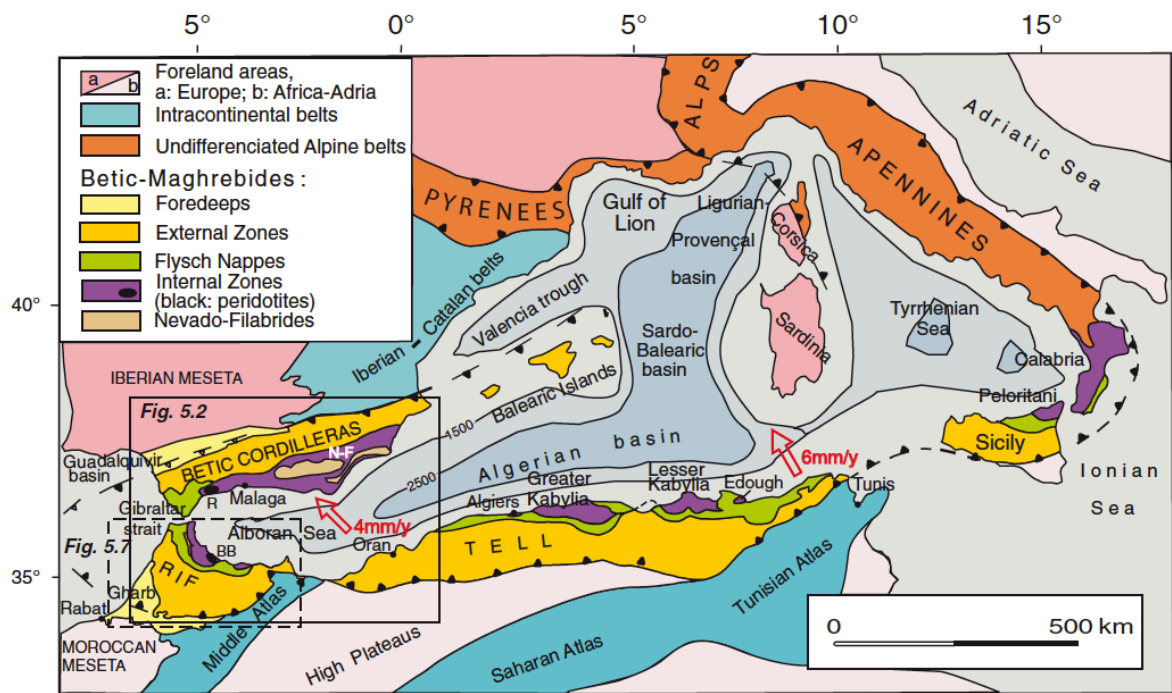 5°
0°
5°
10°
15°
a
b
Foreland areas,
a: Europe; b: Africa-Adria
Intracontinental belts
Undifferenciated Alpine belts
Betic-Maghrebides :
Foredeeps
External Zones
Flysch Nappes
Internal Zones
(black: peridotites)
Nevado-Filabrides
40°
35°
ALPS
APENNINES
Adriatic Sea
PYRENEES
Gulf of
Lion
Ligurian-
Provençal
basin
Corsica
Sardinia
Iberian - Catalan belts
Valencia trough
Sardo-
Balearic
basin
Tyrrhenian
Sea
Calabria
Peloritani
Sicily
Ionian
Sea
IBERIAN MESETA
Balearic Islands
1500
2500
Algerian basin
Fig. 5.2
BETIC CORDILLERAS
N-F
Guadalquivir
basin
R
Malaga
Gibraltar
strait
Alboran Sea
4mm/y
6mm/y
Algiers
Greater
Kabylia
Lesser
Kabylia
Edough
Tunis
Oran
TELL
Fig. 5.7
BB
RIF
Gharb
Rabat
MOROCCAN
MESETA
Middle Atlas
High Plateaus
Saharan Atlas
Tunisian Atlas
0
500 km